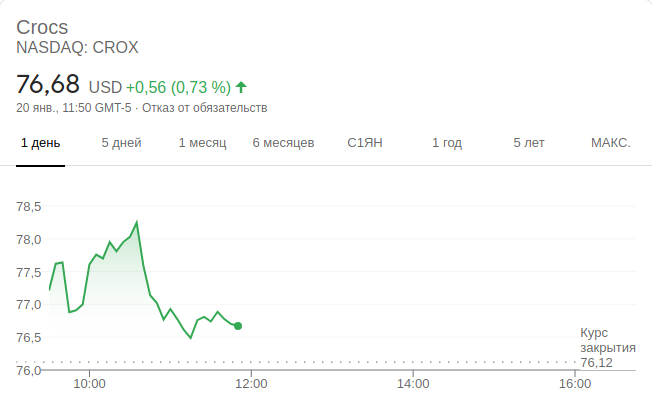 Crocs
NASDAQ: CROX
76,68 USD +0,56 (0,73 %)
20 янв., 11:50 GMT-5 · Отказ от обязательств
1 день 5 дней 1 месяц 6 месяцев С1ЯН 1 год 5 лет МАКС.
78,5
78,0
77,5
77,0
76,5
76,0
Курс
закрытия
76,12
10:00 12:00 14:00 16:00